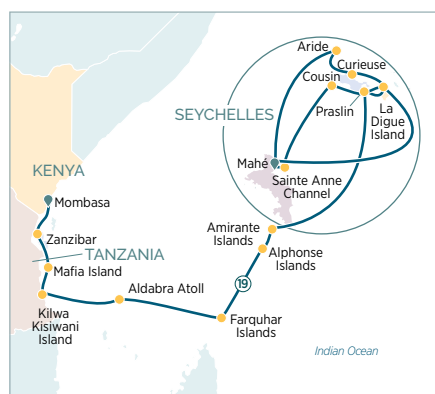 Aride
Curieuse
Cousin
SEYCHELLES
Praslin
La
Digue
Island
Mahé
Sainte Anne
Channel
KENYA
Mombasa
Amirante
Islands
Zanzibar
TANZANIA
Alphonse
Islands
Mafia Island
19
Aldabra Atoll
Kilwa
Kisiwani
Island
Farquhar
Islands
Indian Ocean